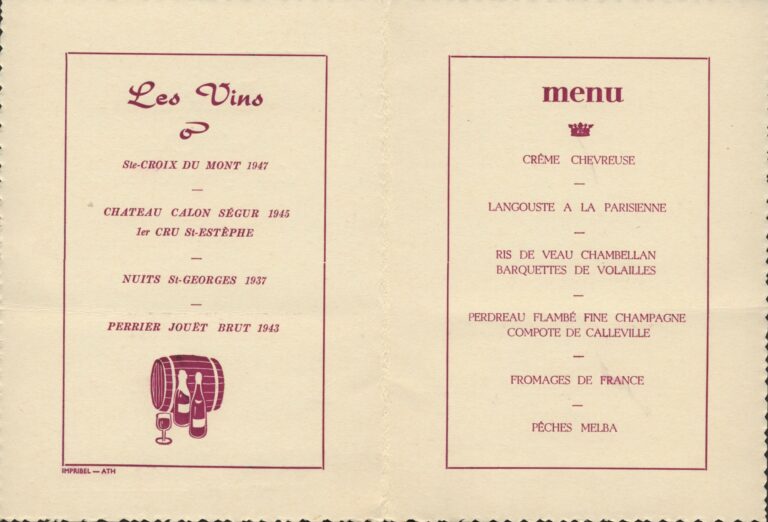 Les Vins
Ste-CROIX DU MONT 1947
—
CHATEAU CALON SÉGUR 1945
1er CRU St-ESTÈPHE
—
NUITS St-GEORGES 1937
—
PERRIER JOUËT BRUT 1943
IMPRIBEL — ATH
menu
CRÊME CHEVREUSE
—
LANGOUSTE A LA PARISIENNE
—
RIS DE VEAU CHAMBELLAN
BARQUETTES DE VOLAILLES
—
PERDREAU FLAMBÉ FINE CHAMPAGNE
COMPOTE DE CALLEVILLE
—
FROMAGES DE FRANCE
—
PÊCHES MELBA